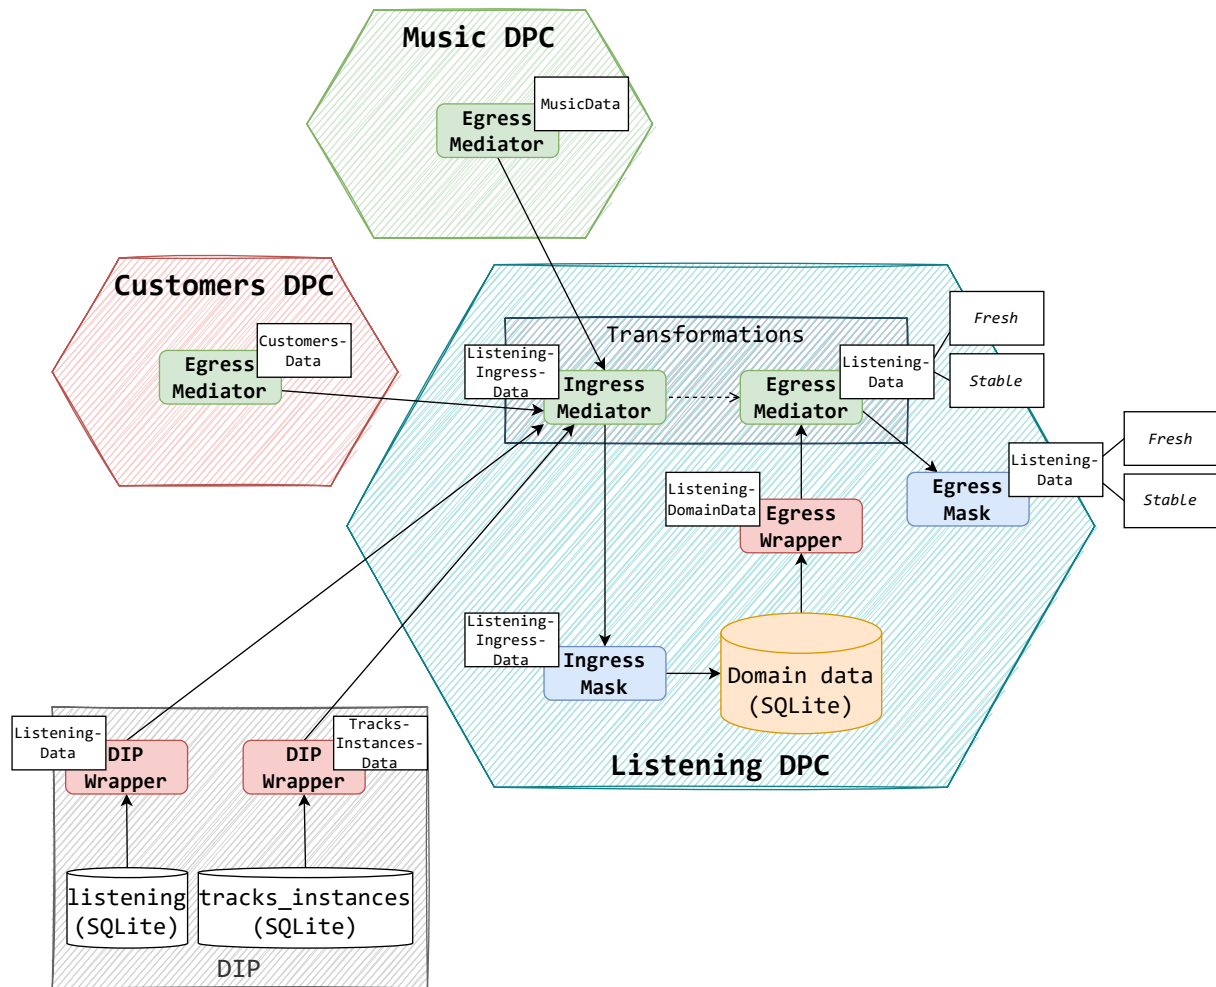 Music DPC
MusicData
Egress
Mediator
Customers DPC
Customers-
Data
Egress
Mediator
Transformations
Listening-
Ingress-
Data
Ingress
Mediator
Egress
Mediator
Listening-
Data
Fresh
Stable
Listening-
DomainData
Egress
Wrapper
Egress
Mask
Listening-
Data
Fresh
Stable
Listening-
Ingress-
Data
Ingress
Mask
Domain data
(SQLite)
Listening DPC
Listening-
Data
DIP
Wrapper
Tracks-
Instances-
Data
DIP
Wrapper
listening
(SQLite)
tracks_instances
(SQLite)
DIP